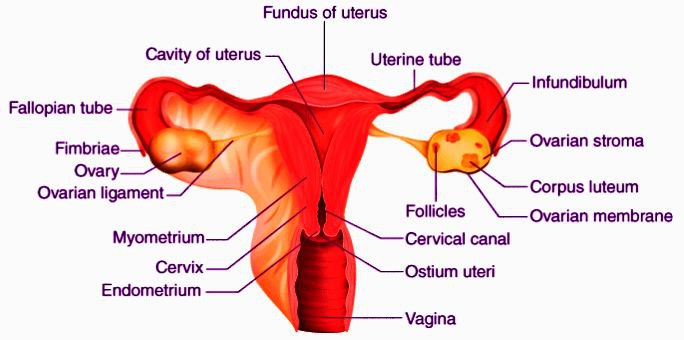 Fundus of uterus
Cavity of uterus
Uterine tube
Infundibulum
Fallopian tube
Fimbriae
Ovary
Ovarian ligament
Ovarian stroma
Corpus luteum
Follicles
Ovarian membrane
Myometrium
Cervical canal
Cervix
Ostium uteri
Endometrium
Vagina